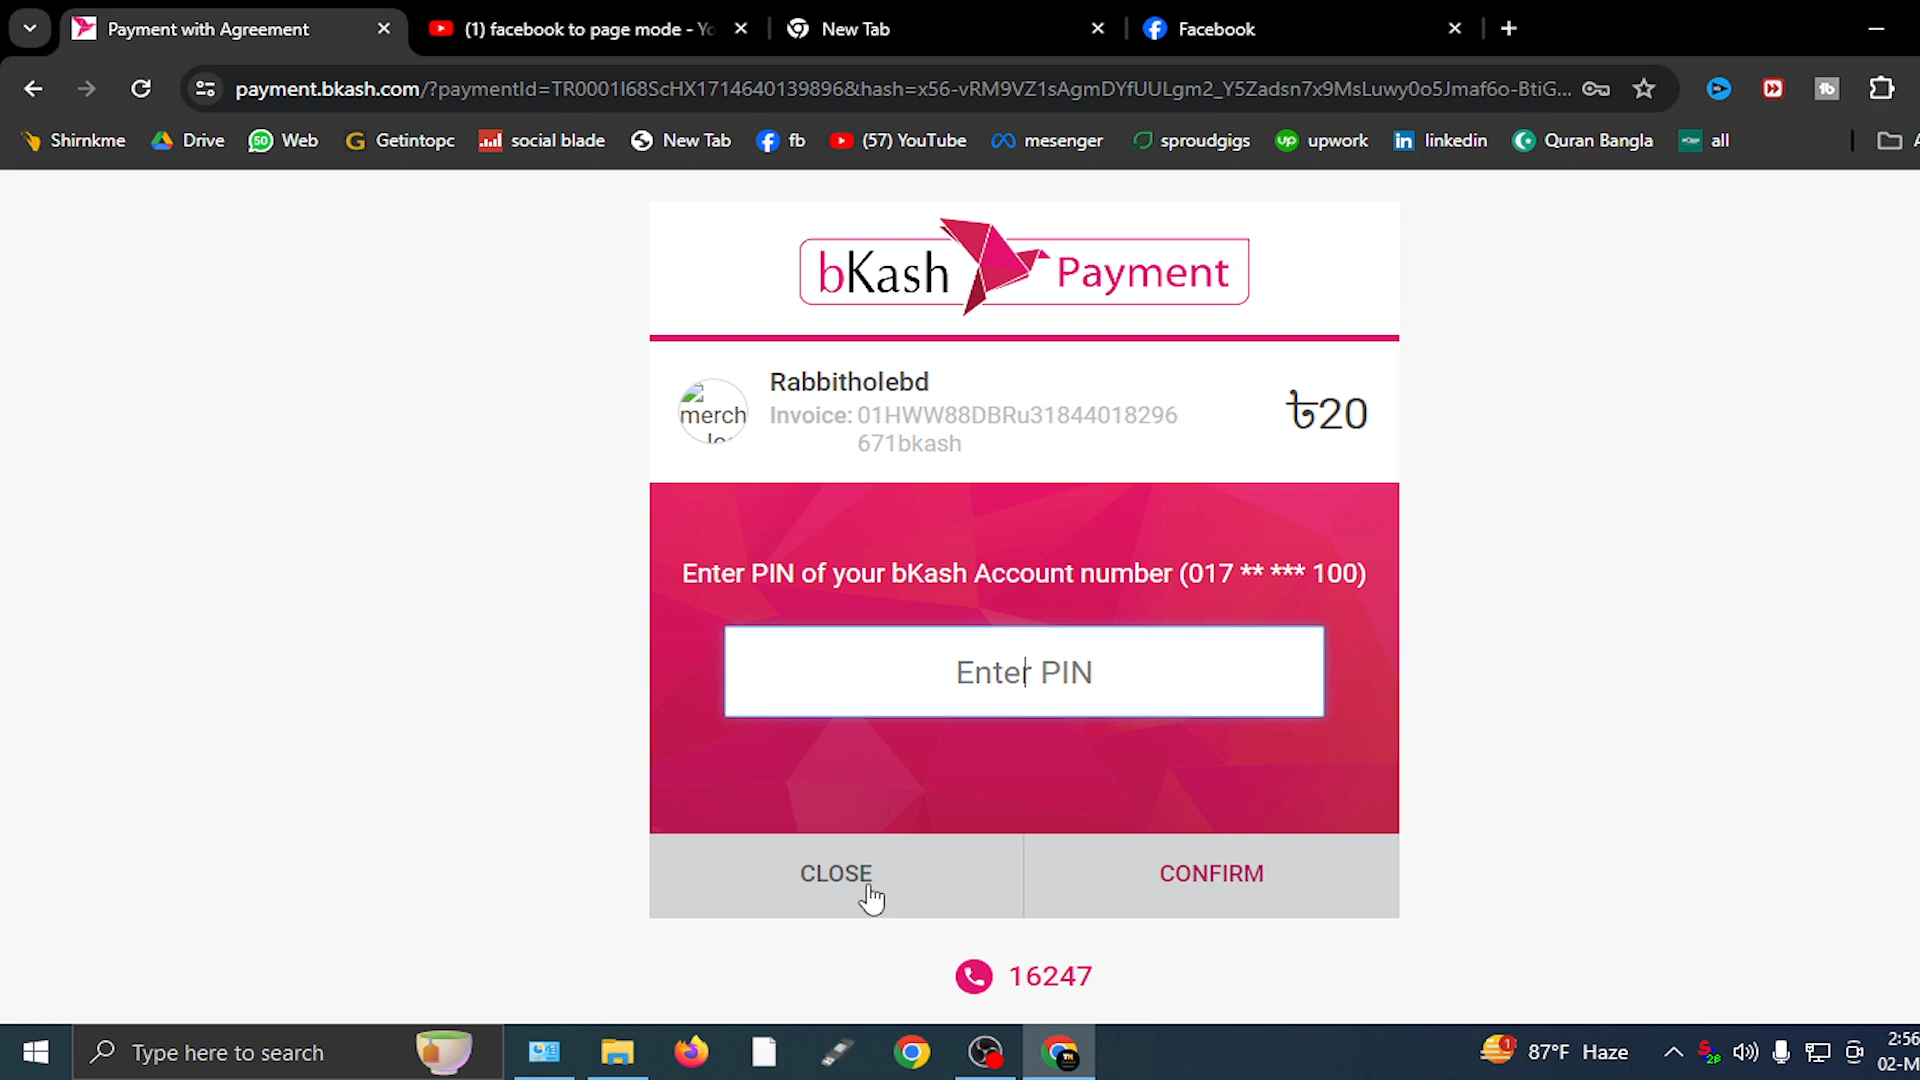 Payment with Agreement
(1) facebook to page mode - Yo
New Tab
Facebook
payment.bkash.com/?paymentId=TR0001I68ScHX1714640139896&hash=x56-vRM9VZ1sAgmDYfUULgm2_Y5Zadsn7x9MsLuwy0o5Jmaf6o-BtiG...
Shirnkme
Drive
Web
Getintopc
social blade
New Tab
fb
(57) YouTube
mesenger
sproudgigs
upwork
linkedin
Quran Bangla
all
bKash Payment
Rabbitholebd
merch
Invoice: 01HWW88DBRu31844018296
671bkash
৳20
Enter PIN of your bKash Account number (017 ** *** 100)
Enter PIN
CLOSE
CONFIRM
16247
Type here to search
87°F Haze
2:56
02-M